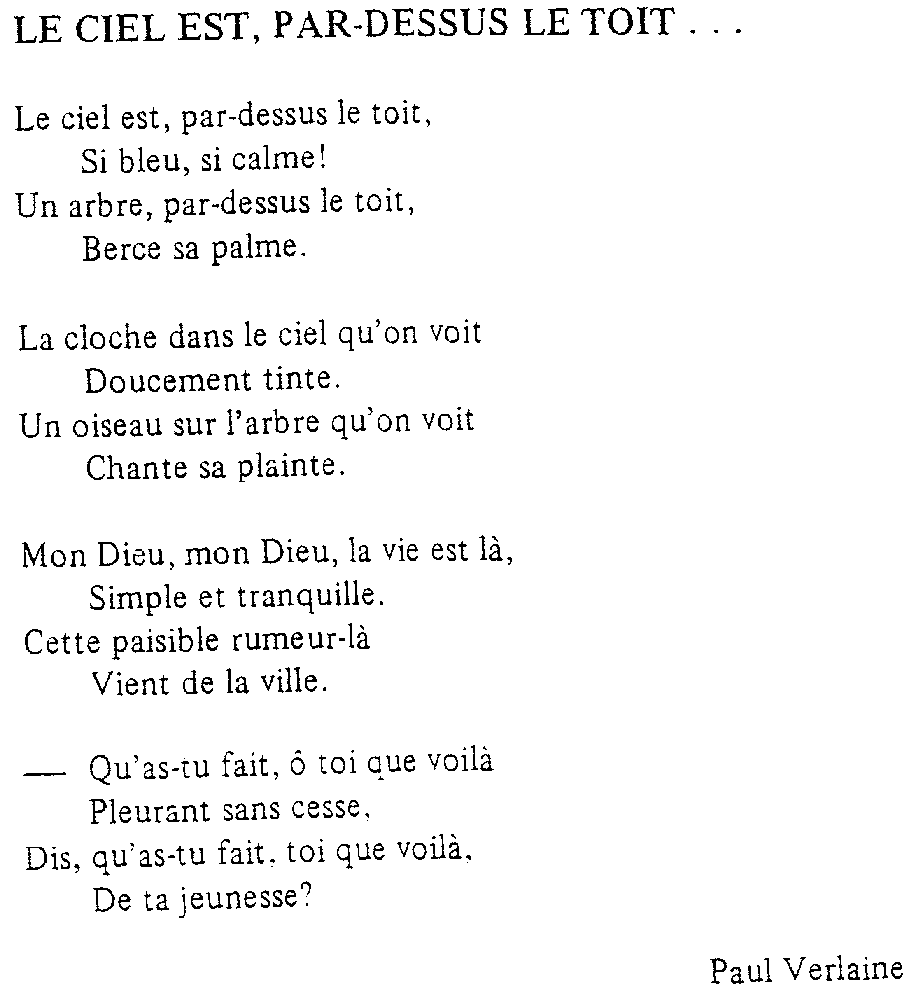 LE CIEL EST, PAR-DESSUS LE TOIT . . .
Le ciel est, par-dessus le toit,
Si bleu, si calme!
Un arbre, par-dessus le toit,
Berce sa palme.
La cloche dans le ciel qu'on voit
Doucement tinte.
Un oiseau sur l'arbre qu'on voit
Chante sa plainte.
Mon Dieu, mon Dieu, la vie est là,
Simple et tranquille.
Cette paisible rumeur-là
Vient de la ville.
— Qu'as-tu fait, ô toi que voilà
Pleurant sans cesse,
Dis, qu'as-tu fait, toi que voilà,
De ta jeunesse?
Paul Verlaine